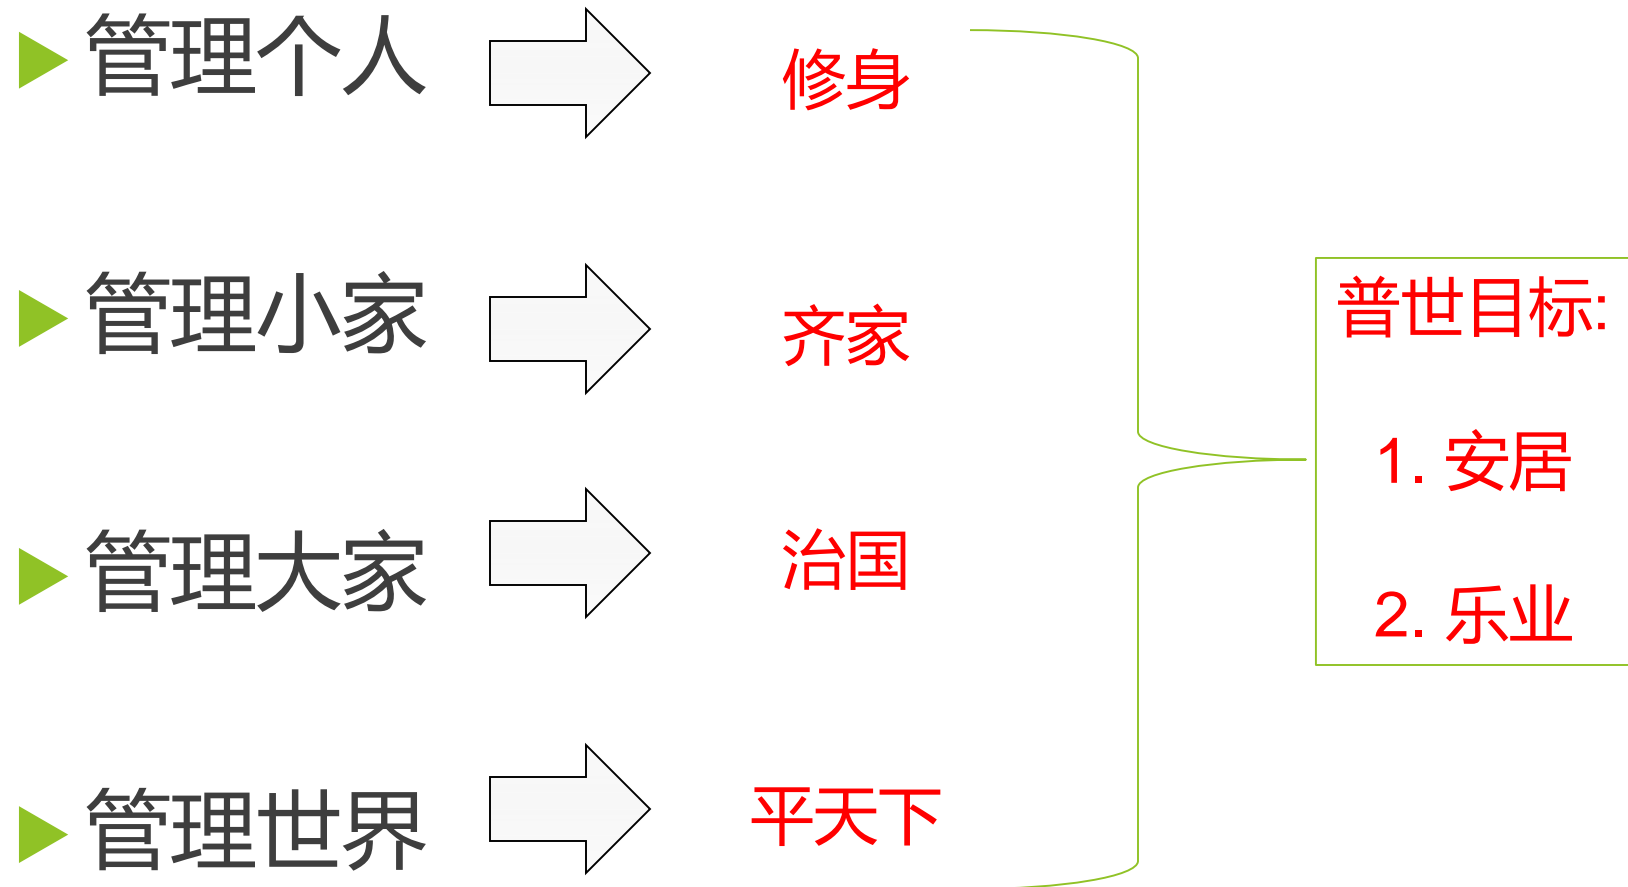 管理个人
修身
管理小家
齐家
管理大家
治国
管理世界
平天下
普世目标:
1. 安居
2. 乐业